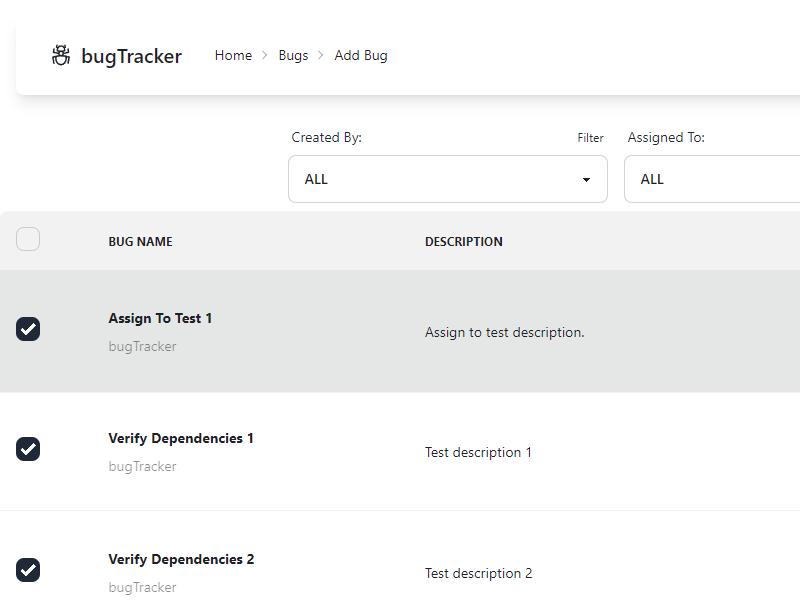 bugTracker Home Bugs Add Bug
Created By: Filter Assigned To:
ALL ALL
BUG NAME DESCRIPTION
Assign To Test 1
bugTracker
Assign to test description.
Verify Dependencies 1
bugTracker
Test description 1
Verify Dependencies 2
bugTracker
Test description 2